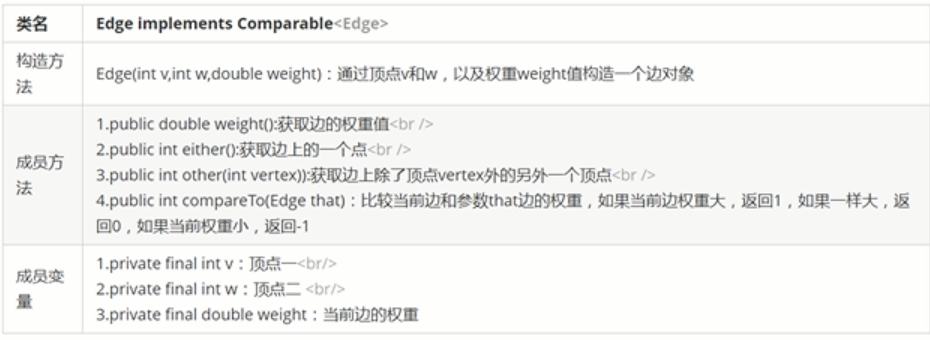 类名 Edge implements Comparable<Edge>
构造方法 Edge(int v,int w,double weight)：通过顶点v和w，以及权重weight值构造一个边对象
成员方法
1.public double weight():获取边的权重值<br />
2.public int either():获取边上的一个点<br />
3.public int other(int vertex)):获取边上除了顶点vertex外的另外一个顶点<br />
4.public int compareTo(Edge that)：比较当前边和参数that边的权重，如果当前边权重大，返回1，如果一样大，返
回0，如果当前权重小，返回-1
成员变量
1.private final int v：顶点一<br/>
2.private final int w：顶点二 <br/>
3.private final double weight：当前边的权重